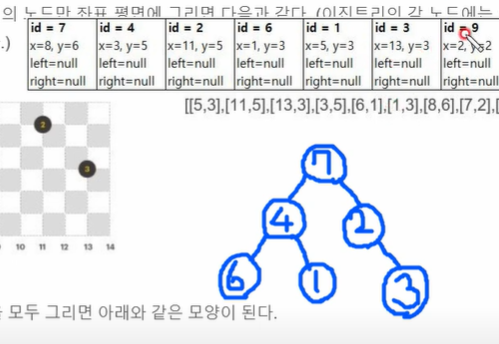 의 노드만 좌표 평면에 그리면 다음과 같다. (이진트리의 각 노드에는
.)
id = 7 id = 4 id = 2 id = 6 id = 1 id = 3 id = 9
x=8, y=6 x=3, y=5 x=11, y=5 x=1, y=3 x=5, y=3 x=13, y=3 x=2, y=2
left=null left=null left=null left=null left=null left=null left=null
right=null right=null right=null right=null right=null right=null right=null
[[5,3],[11,5],[13,3],[3,5],[6,1],[1,3],[8,6],[7,2],[
2
3
10 11 12 13 14
7
4 2
6 1 3
모두 그리면 아래와 같은 모양이 된다.